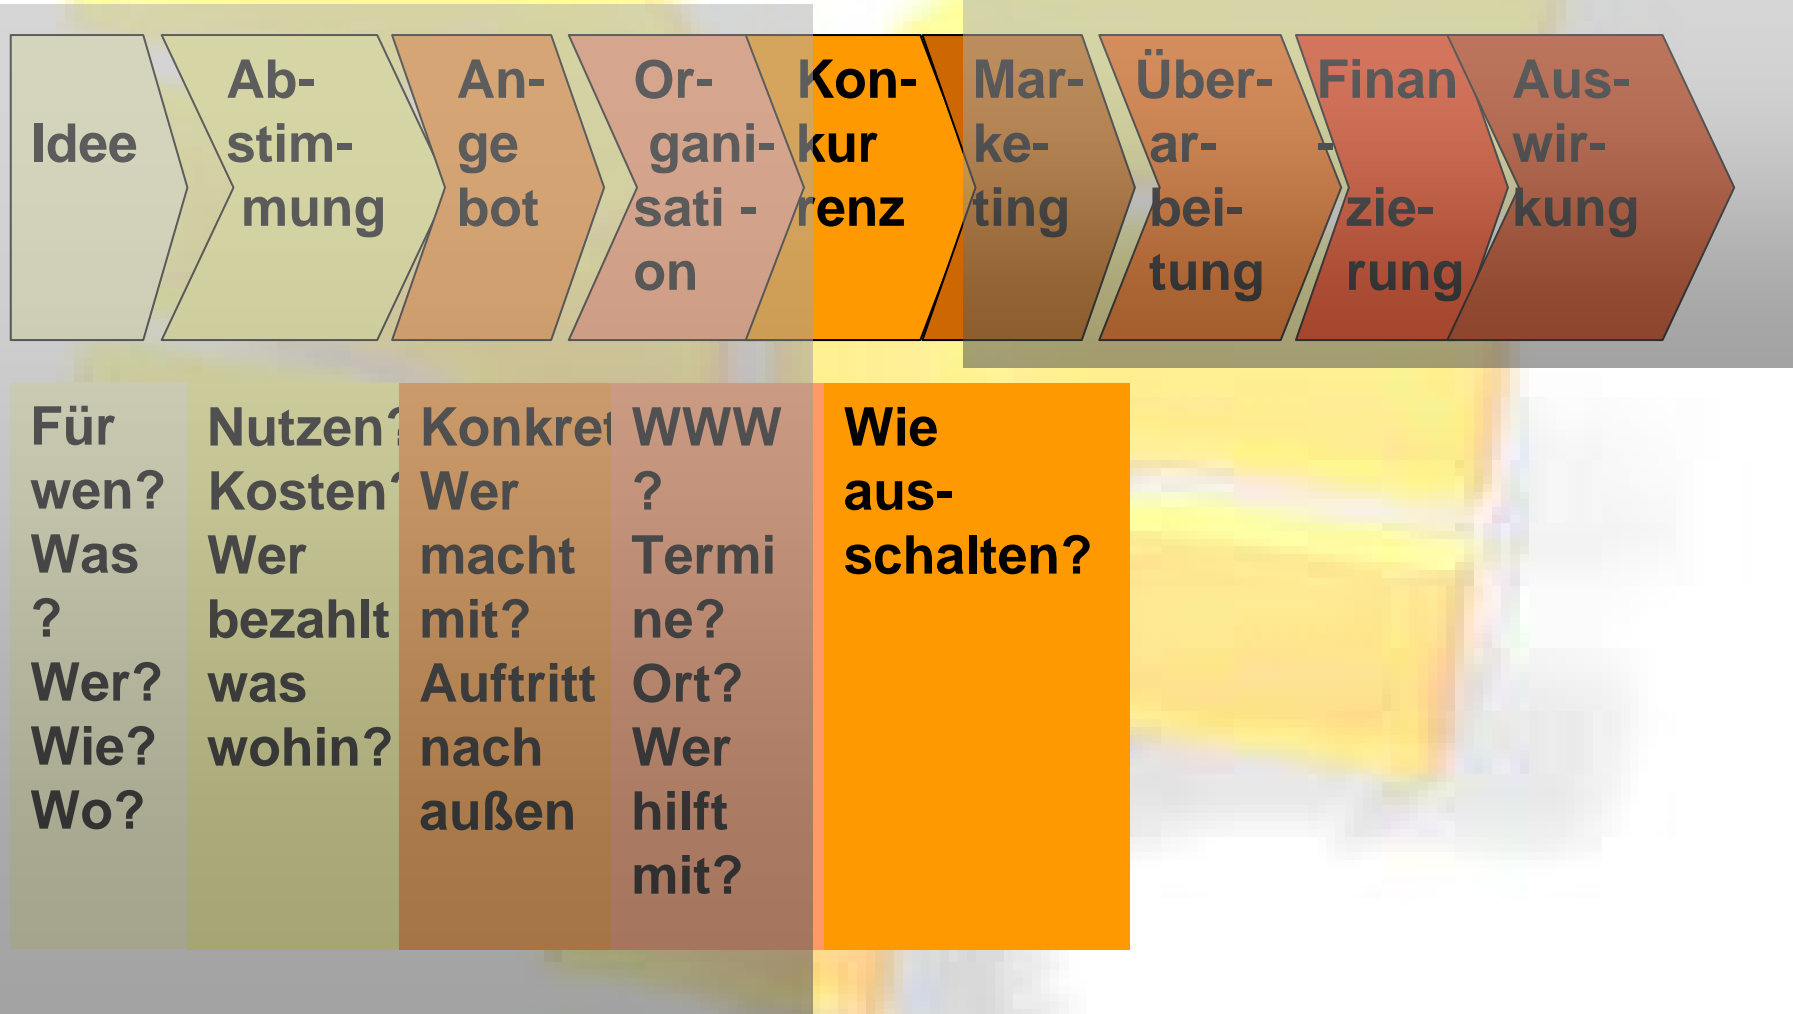 Idee
Ab-
stim-
mung
An-
ge
bot
Or-
gani-
sati -
on
Kon-
kur
renz
Mar-
ke-
ting
Über-
ar-
bei-
tung
Finan
-
zie-
rung
Aus-
wir-
kung
Für
wen?
Was
?
Wer?
Wie?
Wo?
Nutzen?
Kosten?
Wer
bezahlt
was
wohin?
Konkret
Wer
macht
mit?
Auftritt
nach
außen
WWW
?
Termi
ne?
Ort?
Wer
hilft
mit?
Wie
aus-
schalten?